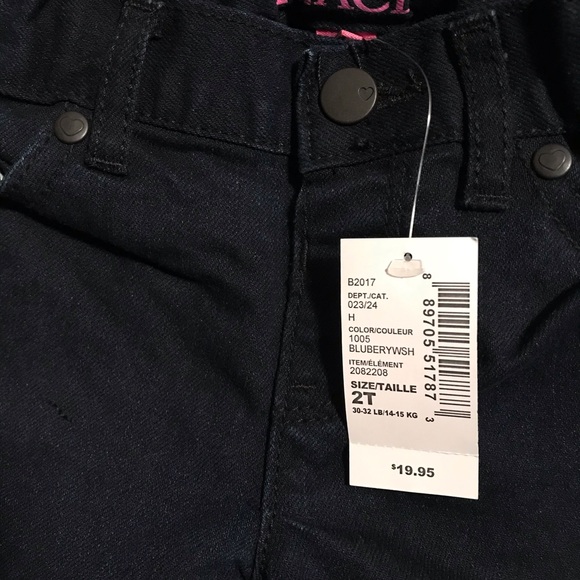 B2017
DEPT./CAT.
023/24
H
COLOR/COULEUR
1005
BLUBERYWSH
ITEM/ÉLÉMENT
2082208
SIZE/TAILLE
2T
30-32 LB/14-15 KG
8 89705 51787 3
$19.95